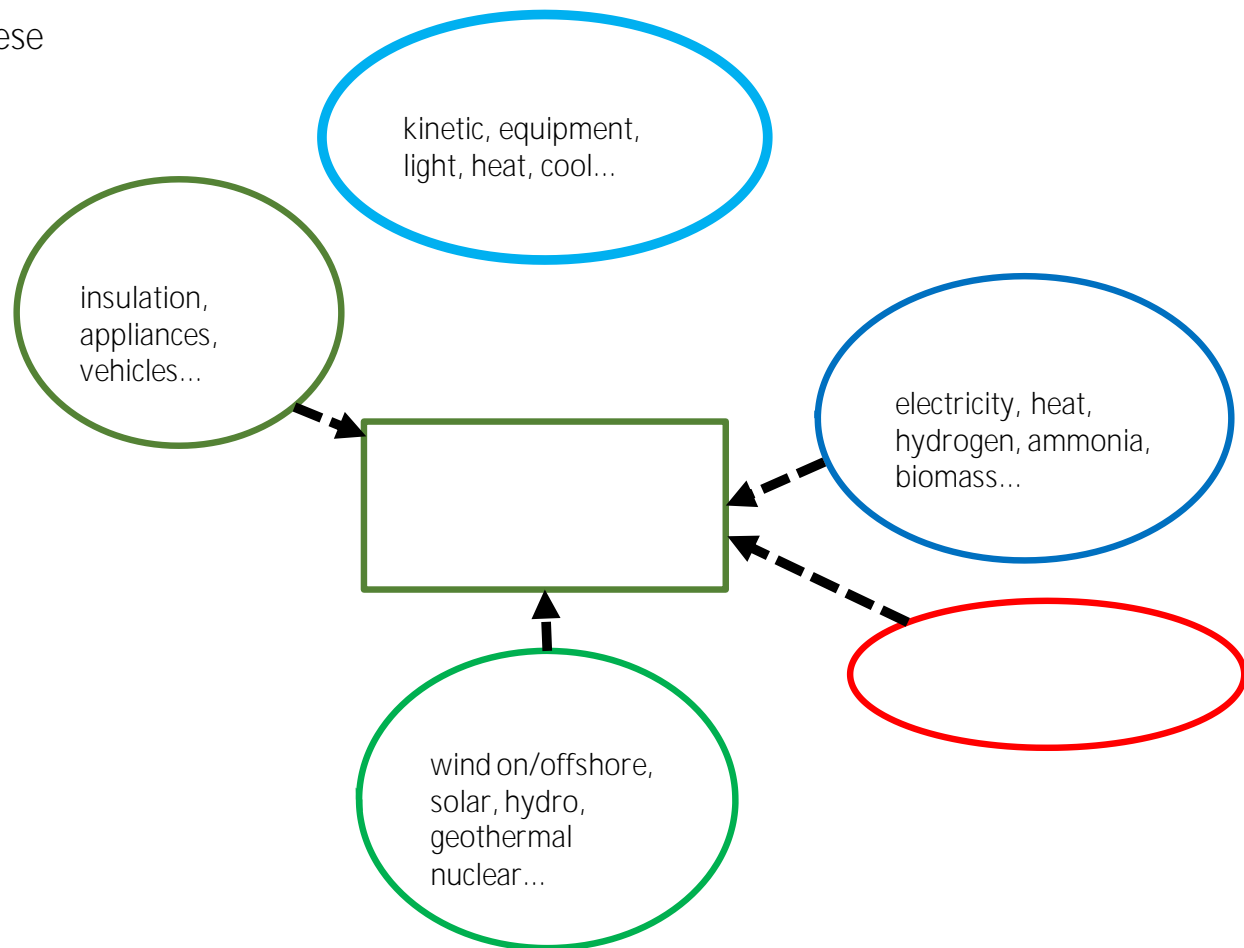 ese
kinetic, equipment,
light, heat, cool...
insulation,
appliances,
vehicles...
electricity, heat,
hydrogen, ammonia,
biomass...
wind on/offshore,
solar, hydro,
geothermal
nuclear...